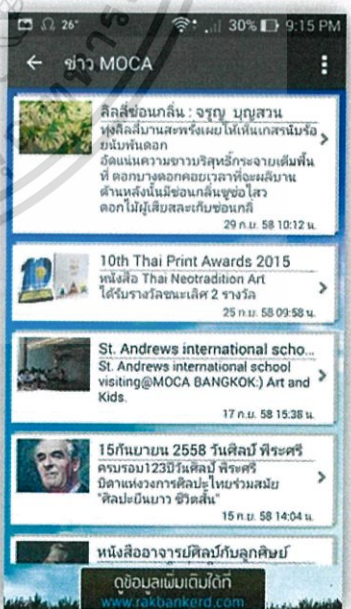 26° 30% 9:15 PM
ข่าว MOCA
ลิลลี่ซ่อนกลิ่น : จรูญ บุญสวน
ทุ่งลิลลี่บานสะพรั่งเผยให้เห็นเกสรนับร้อ
ยนับพันดอก
อัดแน่นความขาวบริสุทธิ์กระจายเต็มพื้น
ที่ ดอกบางดอกคอยเวลาที่จะผลิบาน
ด้านหลังนั้นมีซ่อนกลิ่นชูช่อไสว
ดอกไม้ผู้เสียสละเก็บซ่อนกลิ่
29 ก.ย. 58 10:12 น.
10th Thai Print Awards 2015
หนังสือ Thai Neotradition Art
ได้รับรางวัลชนะเลิศ 2 รางวัล
25 ก.ย. 58 09:58 น.
St. Andrews international scho...
St. Andrews international school
visiting@MOCA BANGKOK:) Art and
Kids.
17 ก.ย. 58 15:38 น.
15กันยายน 2558 วันศิลป์ พีระศรี
ครบรอบ123ปีวันศิลป์ พีระศรี
บิดาแห่งวงการศิลปะไทยร่วมสมัย
"ศิลปะยืนยาว ชีวิตสั้น"
15 ก.ย. 58 14:04 น.
หนังสืออาจารย์ศิลป์กับลูกศิษย์
ดูข้อมูลเพิ่มเติมได้ที่
www.rakbankerd.com